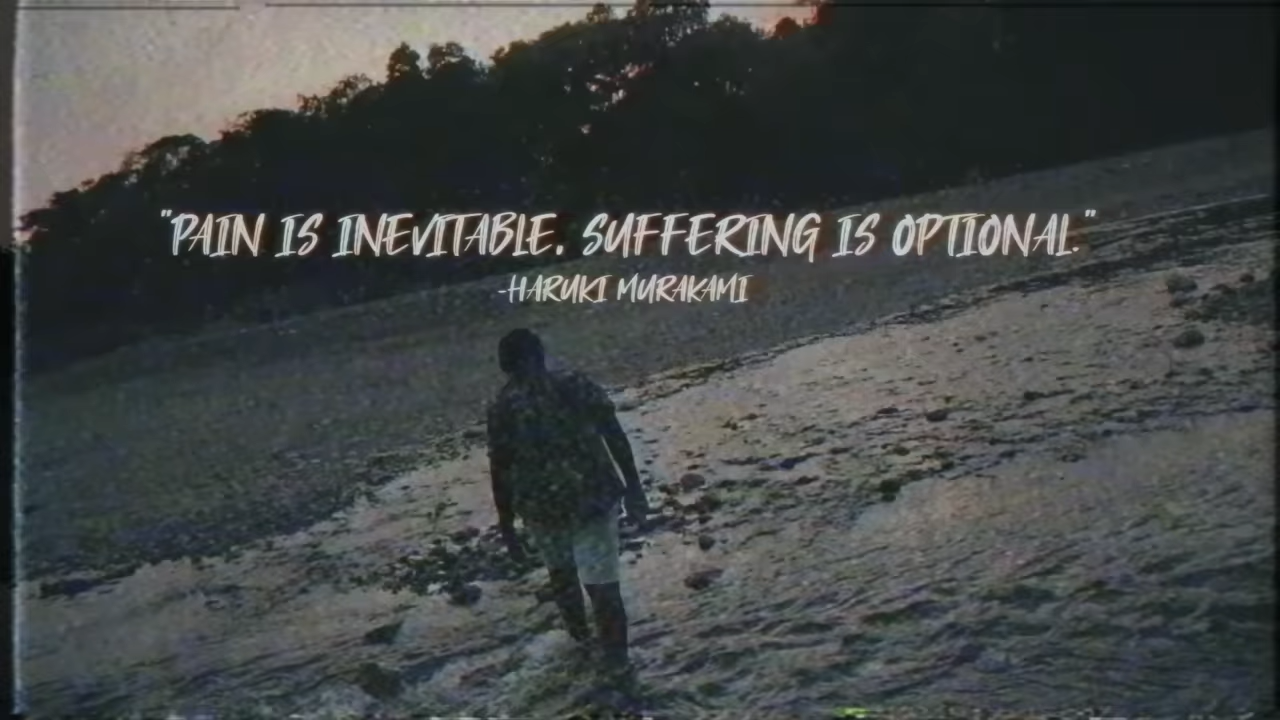 "PAIN IS INEVITABLE. SUFFERING IS OPTIONAL."
-HARUKI MURAKAMI